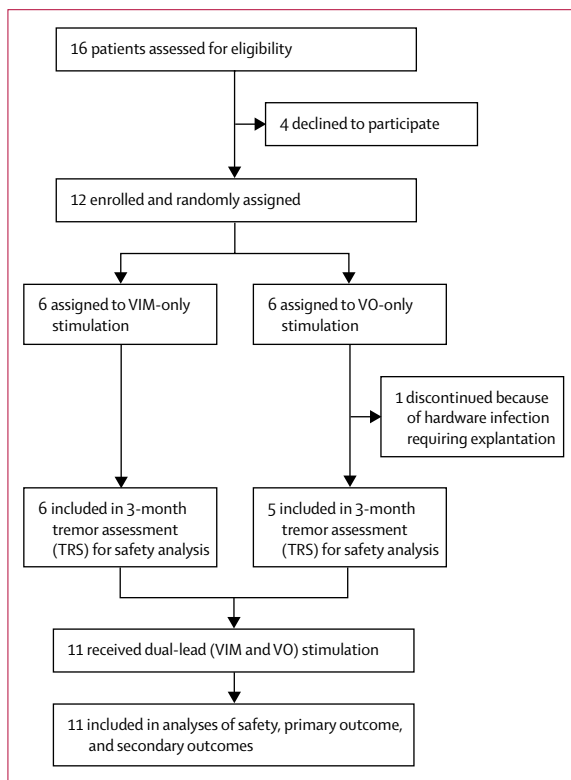 16 patients assessed for eligibility
4 declined to participate
12 enrolled and randomly assigned
6 assigned to VIM-only
stimulation
6 assigned to VO-only
stimulation
1 discontinued because
of hardware infection
requiring explantation
6 included in 3-month
tremor assessment
(TRS) for safety analysis
5 included in 3-month
tremor assessment
(TRS) for safety analysis
11 received dual-lead (VIM and VO) stimulation
11 included in analyses of safety, primary outcome,
and secondary outcomes